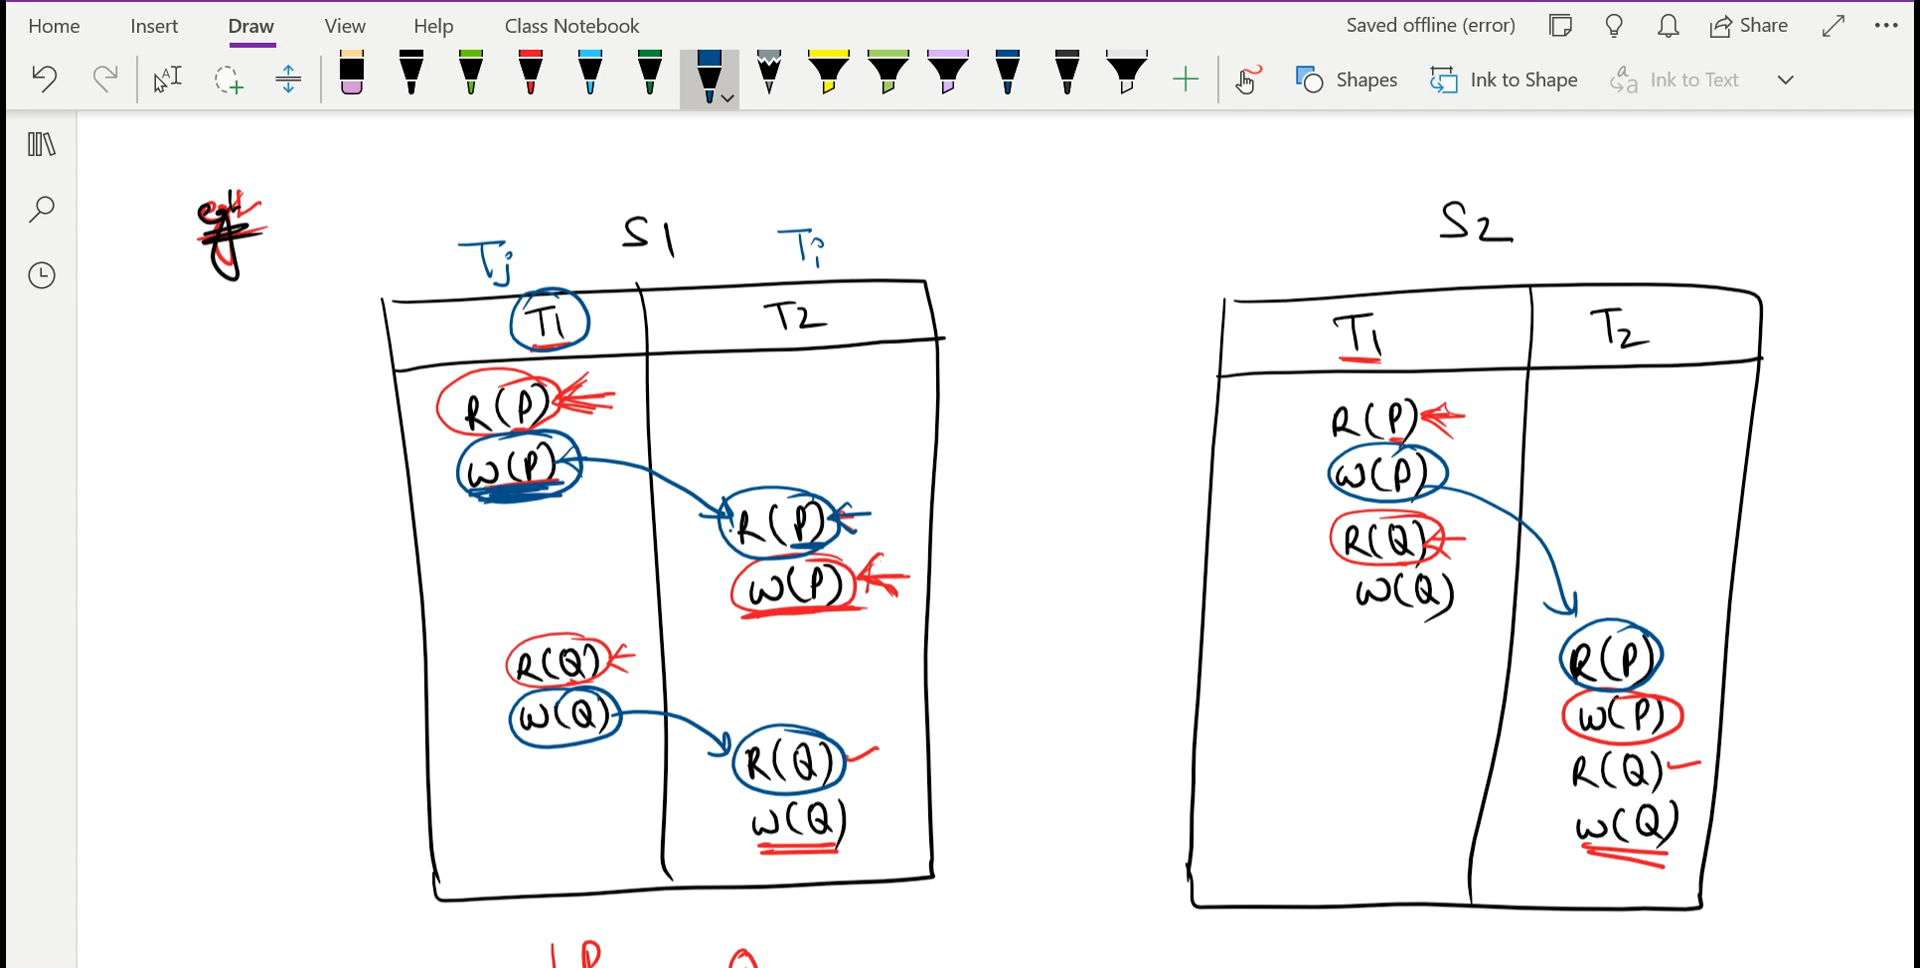 Home Insert Draw View Help Class Notebook Saved offline (error) Share
Shapes Ink to Shape Ink to Text
S1
Tj Ti
T1 T2
R(P)
W(P)
R(P)
W(P)
R(Q)
W(Q)
R(Q)
W(Q)
S2
T1 T2
R(P)
W(P)
R(Q)
W(Q)
R(P)
W(P)
R(Q)
W(Q)